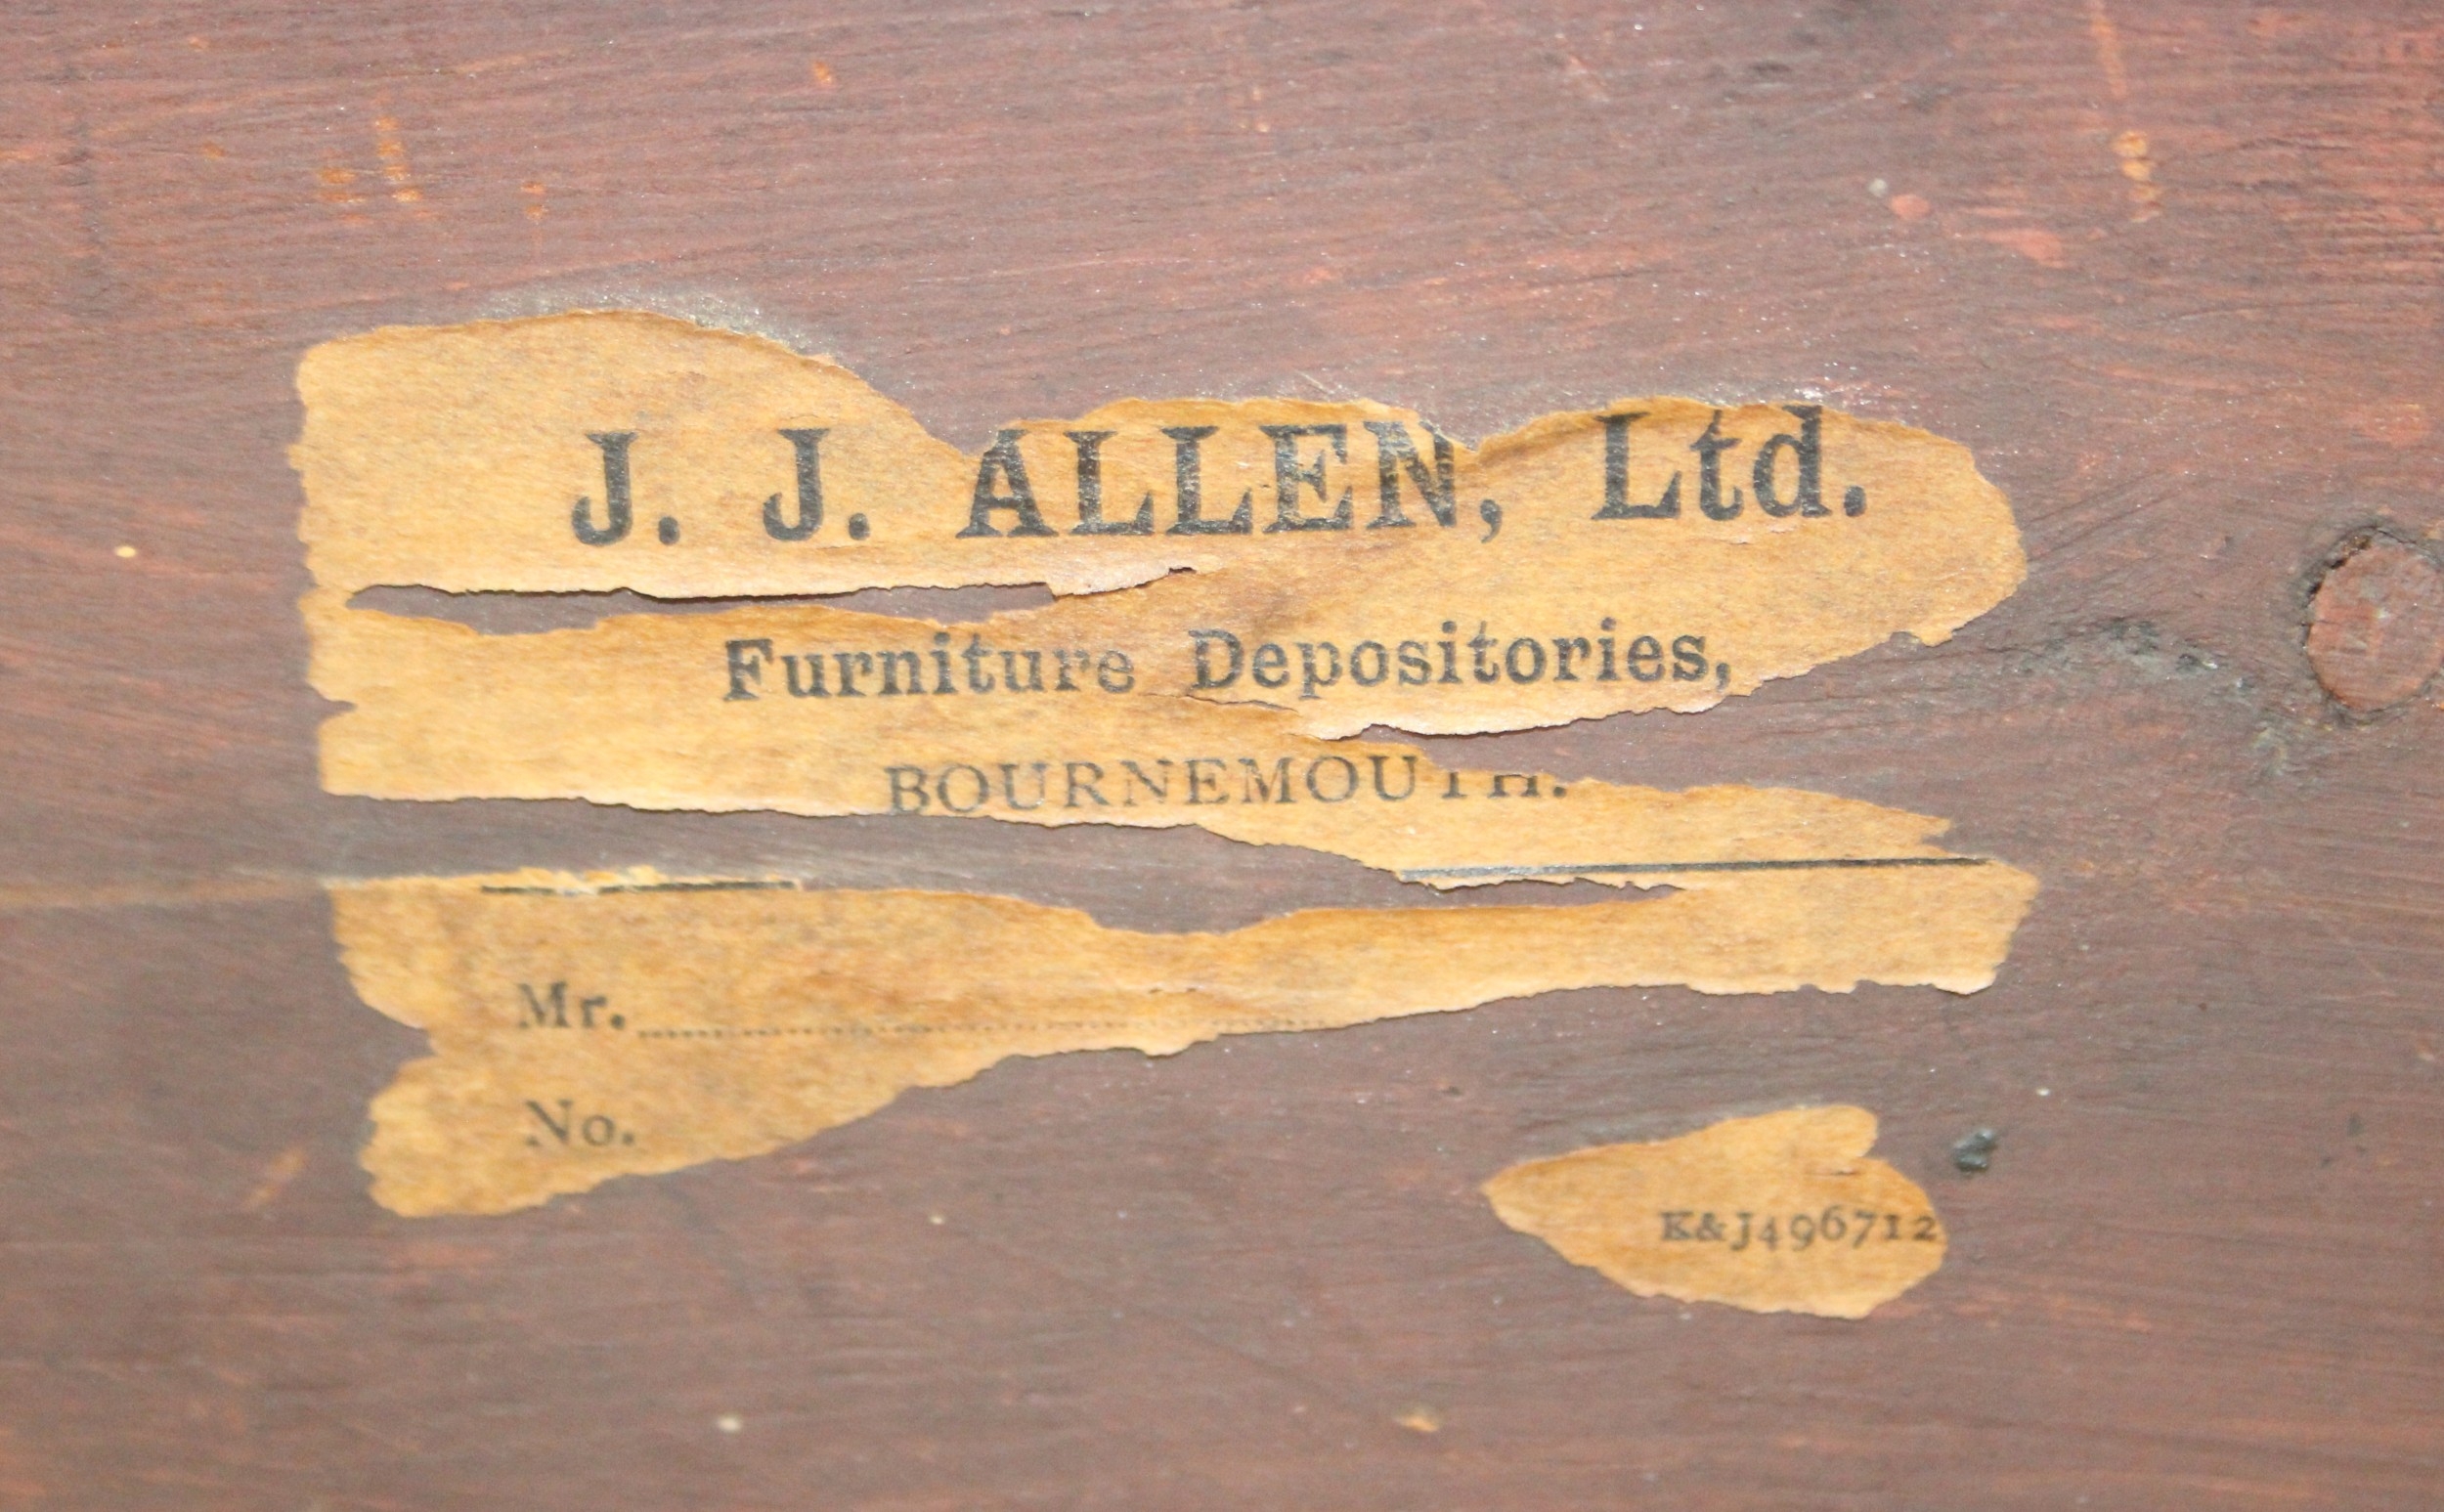 J. J. ALLEN, Ltd.
Furniture Depositories,
BOURNEMOUTH.
Mr.
No.
K&J496712